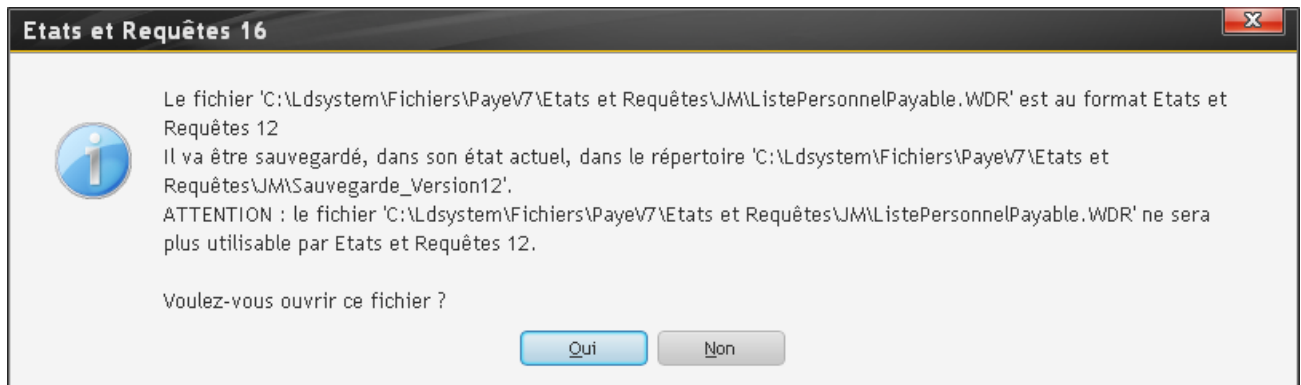 Etats et Requêtes 16
Le fichier 'C:\Ldsystem\Fichiers\PayeV7\Etats et Requêtes\JM\ListePersonnelPayable.WDR' est au format Etats et
Requêtes 12
Il va être sauvegardé, dans son état actuel, dans le répertoire 'C:\Ldsystem\Fichiers\PayeV7\Etats et
Requêtes\JM\Sauvegarde_Version12'.
ATTENTION : le fichier 'C:\Ldsystem\Fichiers\PayeV7\Etats et Requêtes\JM\ListePersonnelPayable.WDR' ne sera
plus utilisable par Etats et Requêtes 12.
Voulez-vous ouvrir ce fichier ?
Oui Non